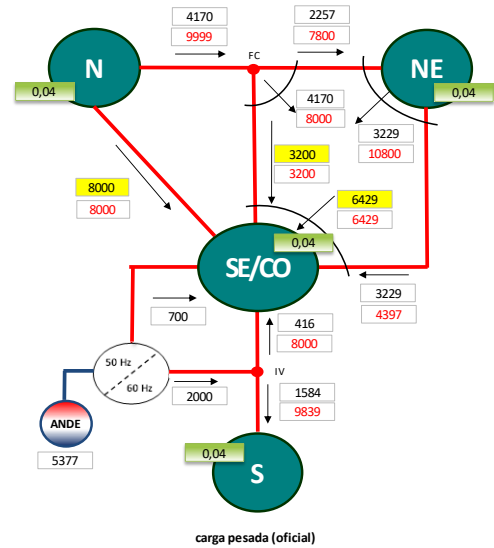 4170
9999
2257
7800
FC
N
NE
0,04
0,04
4170
8000
3229
10800
3200
3200
8000
8000
6429
6429
0,04
SE/CO
3229
4397
700
416
8000
50 Hz
60 Hz
IV
2000
1584
9839
ANDE
0,04
5377
S
carga pesada (oficial)